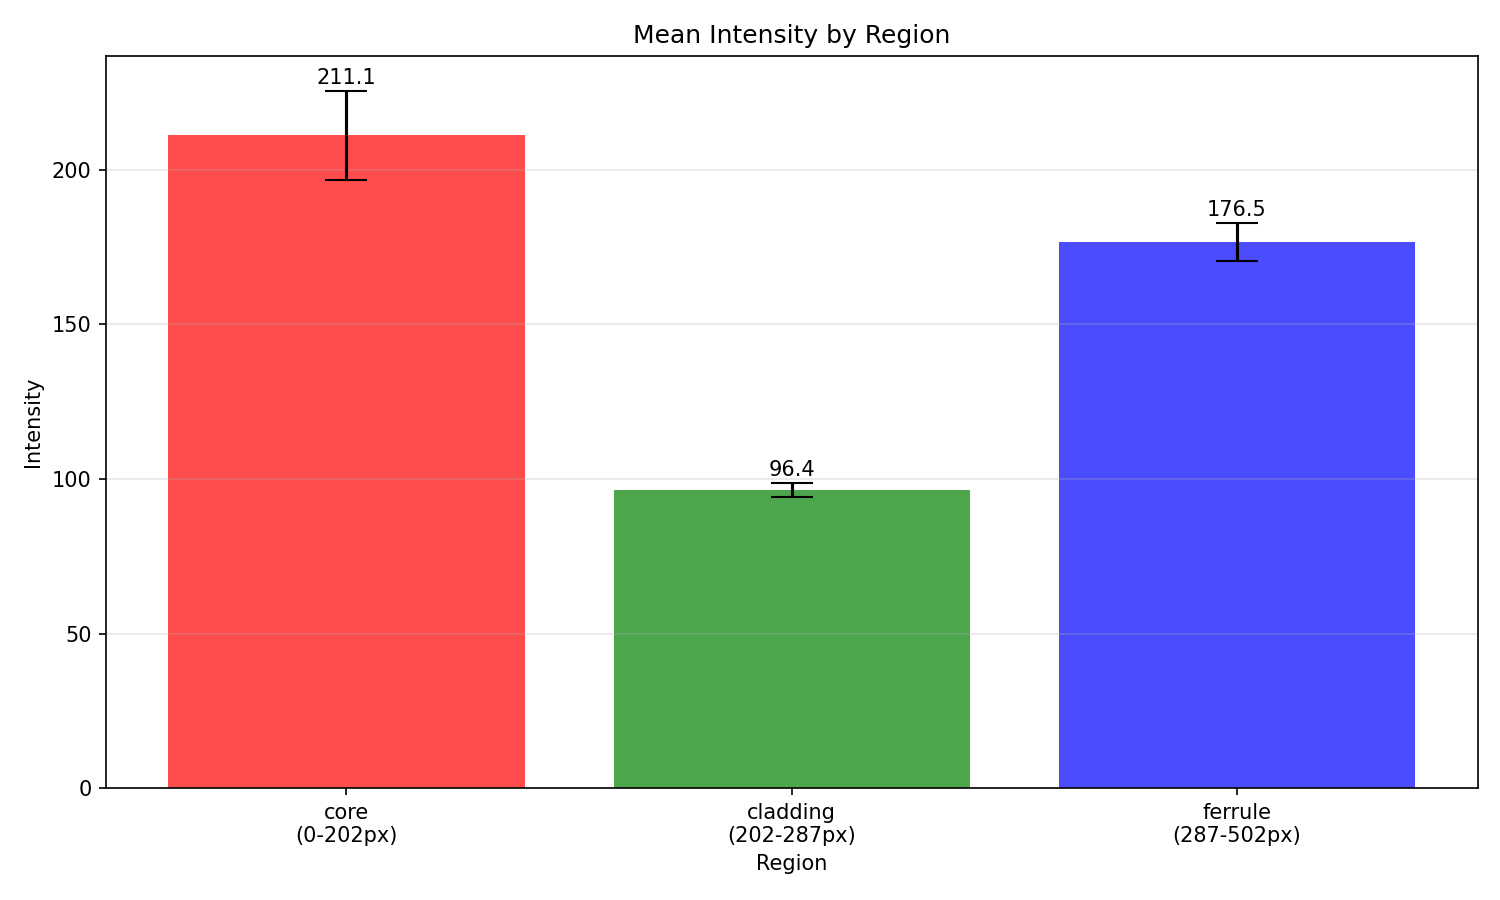 Mean Intensity by Region
211.1
176.5
96.4
200
150
100
50
0
Intensity
core
(0-202px)
cladding
(202-287px)
ferrule
(287-502px)
Region